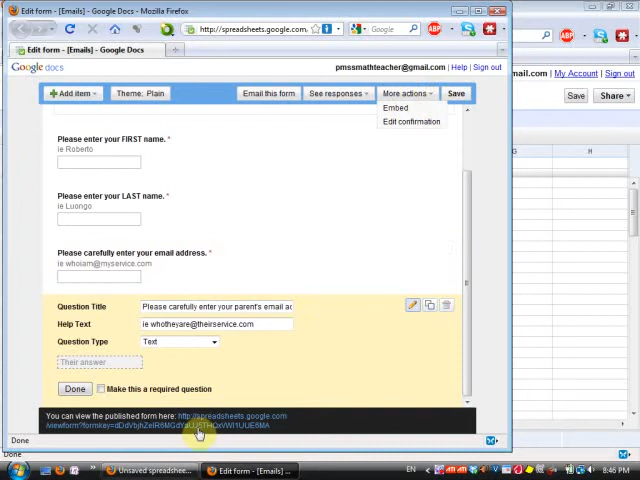 Edit form - [Emails] - Google Docs - Mozilla Firefox
http://spreadsheets.google.com
Google
Edit form - [Emails] - Google Docs
Google docs
pmssmathteacher@gmail.com | Help | Sign out
Add item
Theme: Plain
Email this form
See responses
More actions
Save
Embed
Edit confirmation
Please enter your FIRST name. *
ie Roberto
Please enter your LAST name. *
ie Luongo
Please carefully enter your email address. *
ie whoiam@myservice.com
Question Title
Please carefully enter your parent's email ad
Help Text
ie whotheyare@theirservice.com
Question Type
Text
Their answer
Done
Make this a required question
You can view the published form here: http://spreadsheets.google.com
Done
ail.com | My Account | Sign out
Save
Share
G
H
Done
Unsaved spreadshee...
Edit form - [Emails] ...
EN
8:46 PM